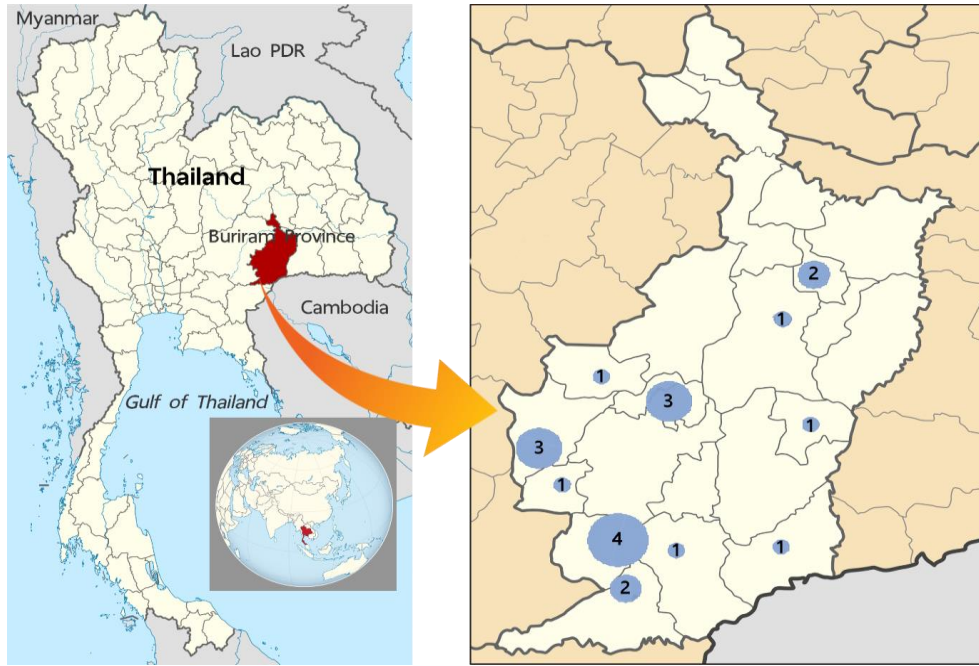 Myanmar
Lao PDR
Thailand
Buriram Province
Cambodia
Gulf of Thailand
2
1
1
3
1
3
1
4
1
1
2